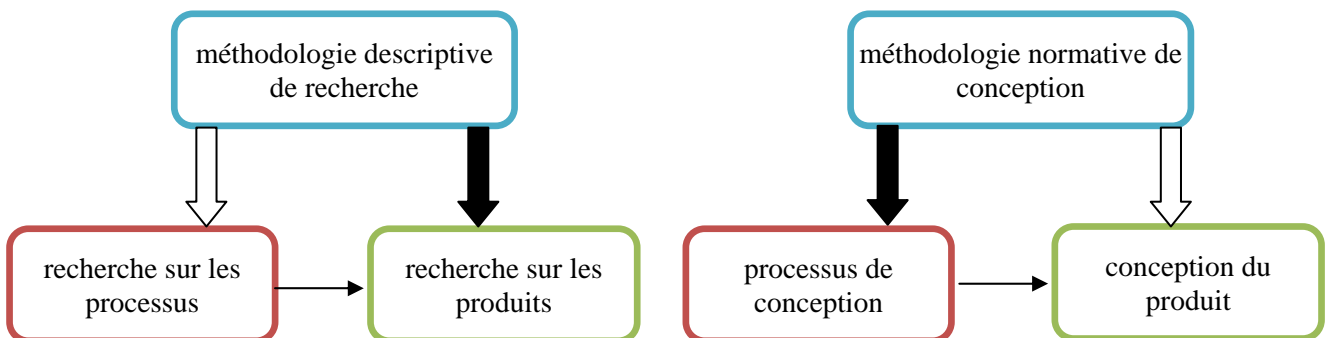 méthodologie descriptive
de recherche
méthodologie normative de
conception
recherche sur les
processus
recherche sur les
produits
processus de
conception
conception du
produit